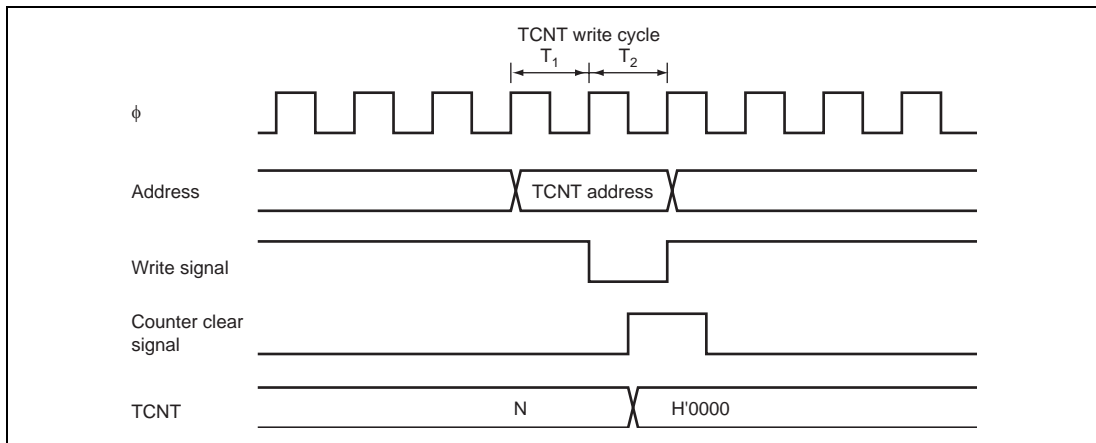 TCNT write cycle
T₁ T₂
φ
Address
TCNT address
Write signal
Counter clear
signal
TCNT
N
H'0000